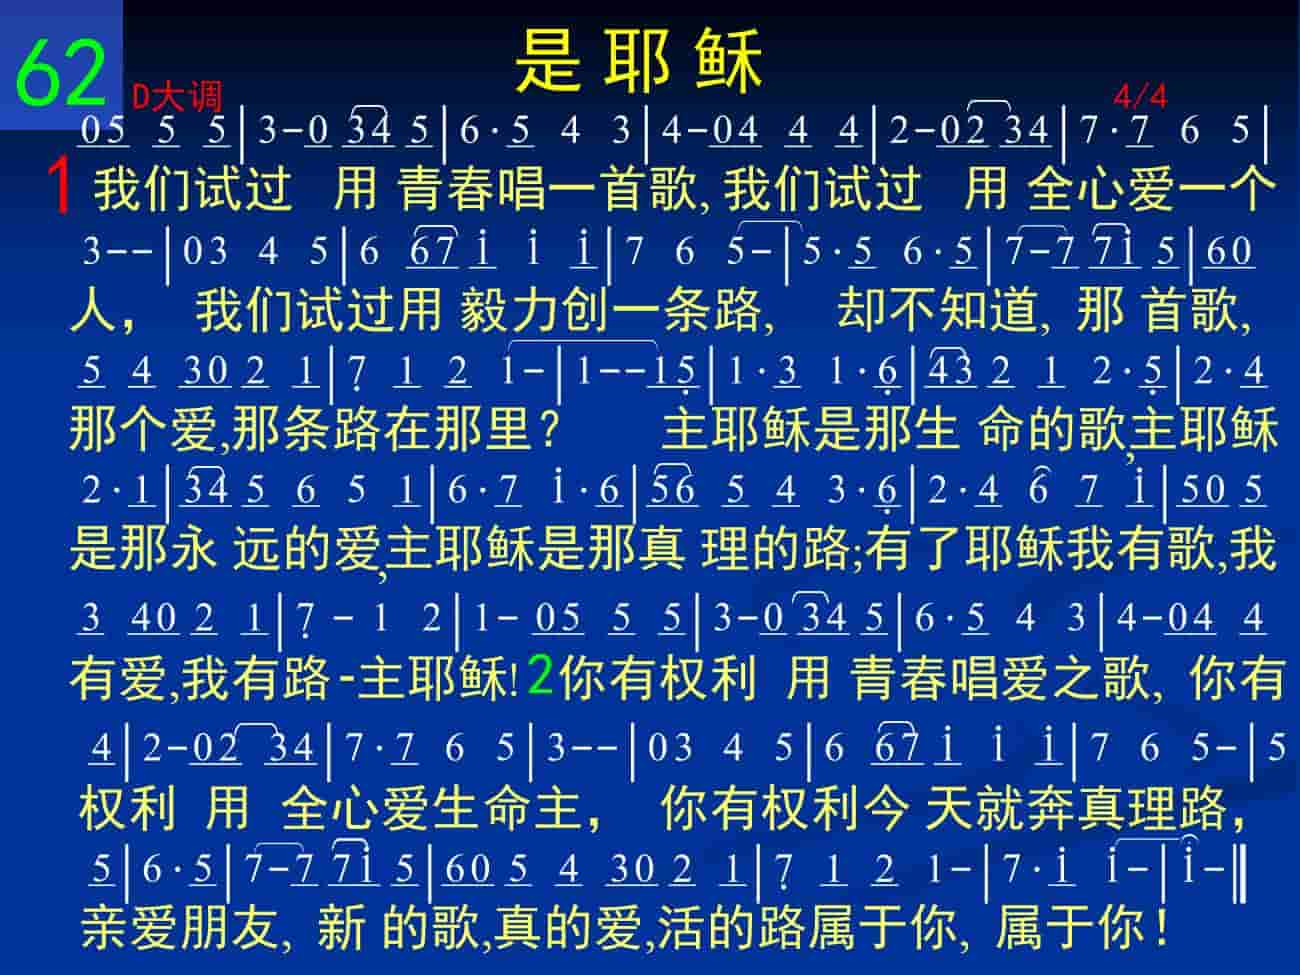 62
是耶稣
D大调 4/4
05 5 5|3-0 34 5|6·5 4 3|4-04 4 4|2-02 34|7·7 6 5|
1 我们试过 用 青春唱一首歌, 我们试过 用 全心爱一个
3--|03 4 5|6 67 i i i|7 6 5-|5·5 6·5|7-7 7i 5|60
人， 我们试过用 毅力创一条路, 却不知道, 那 首歌,
5 4 30 2 1|7 1 2 1-|1--15|1·3 1·6|43 2 1 2·5|2·4
那个爱,那条路在那里? 主耶稣是那生 命的歌,主耶稣
2·1|34 5 6 5 1|6·7 i·6|56 5 4 3·6|2·4 6 7 i|50 5
是那永 远的爱,主耶稣是那真 理的路;有了耶稣我有歌,我
3 40 2 1|7 - 1 2|1- 05 5 5|3-0 34 5|6·5 4 3|4-04 4
有爱,我有路-主耶稣! 2 你有权利 用 青春唱爱之歌, 你有
4|2-02 34|7·7 6 5|3--|03 4 5|6 67 i i i|7 6 5-|5
权利 用 全心爱生命主， 你有权利今 天就奔真理路，
5|6·5|7-7 7i 5|60 5 4 30 2 1|7 1 2 1-|7·i i-|i-‖
亲爱朋友, 新 的歌,真的爱,活的路属于你, 属于你!